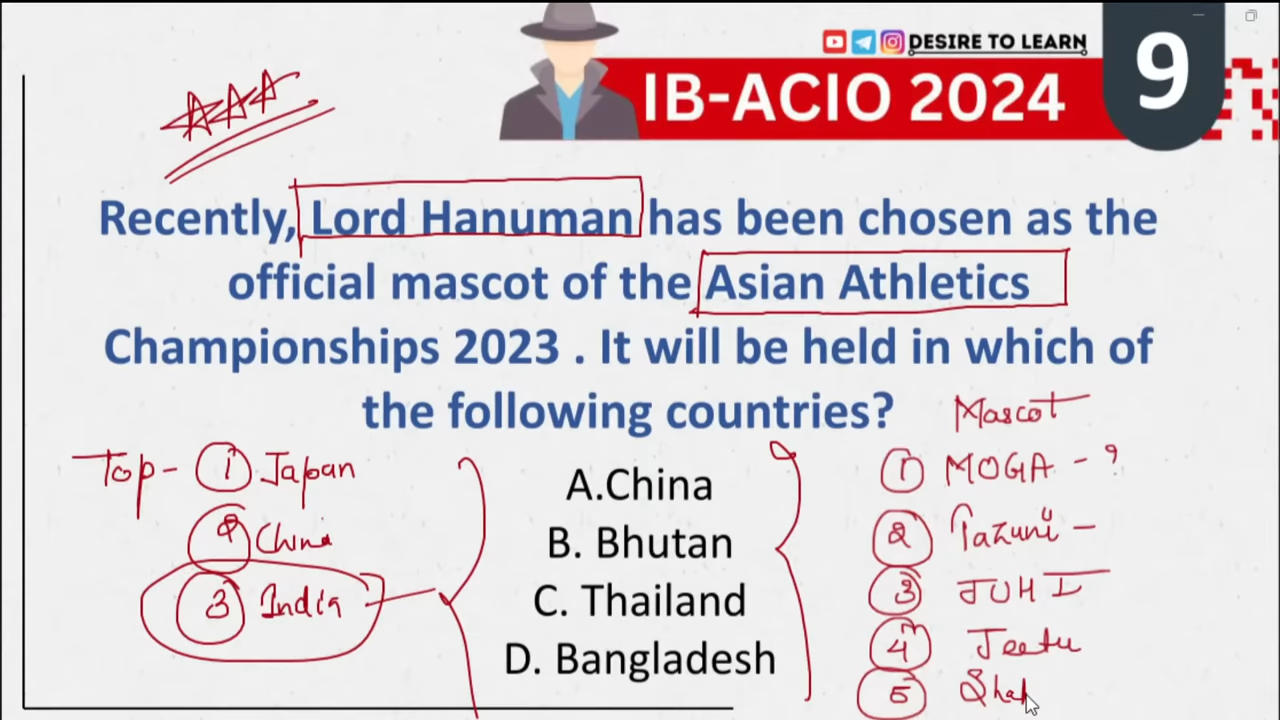 DESIRE TO LEARN
IB-ACIO 2024
9
Recently, Lord Hanuman has been chosen as the
official mascot of the Asian Athletics
Championships 2023 . It will be held in which of
the following countries?
Top - 1 Japan
2 China
3 India
A.China
B. Bhutan
C. Thailand
D. Bangladesh
Mascot
1 MOGA - ?
2 Tazuni -
3 JUHI
4 Jeetu
5 Sha